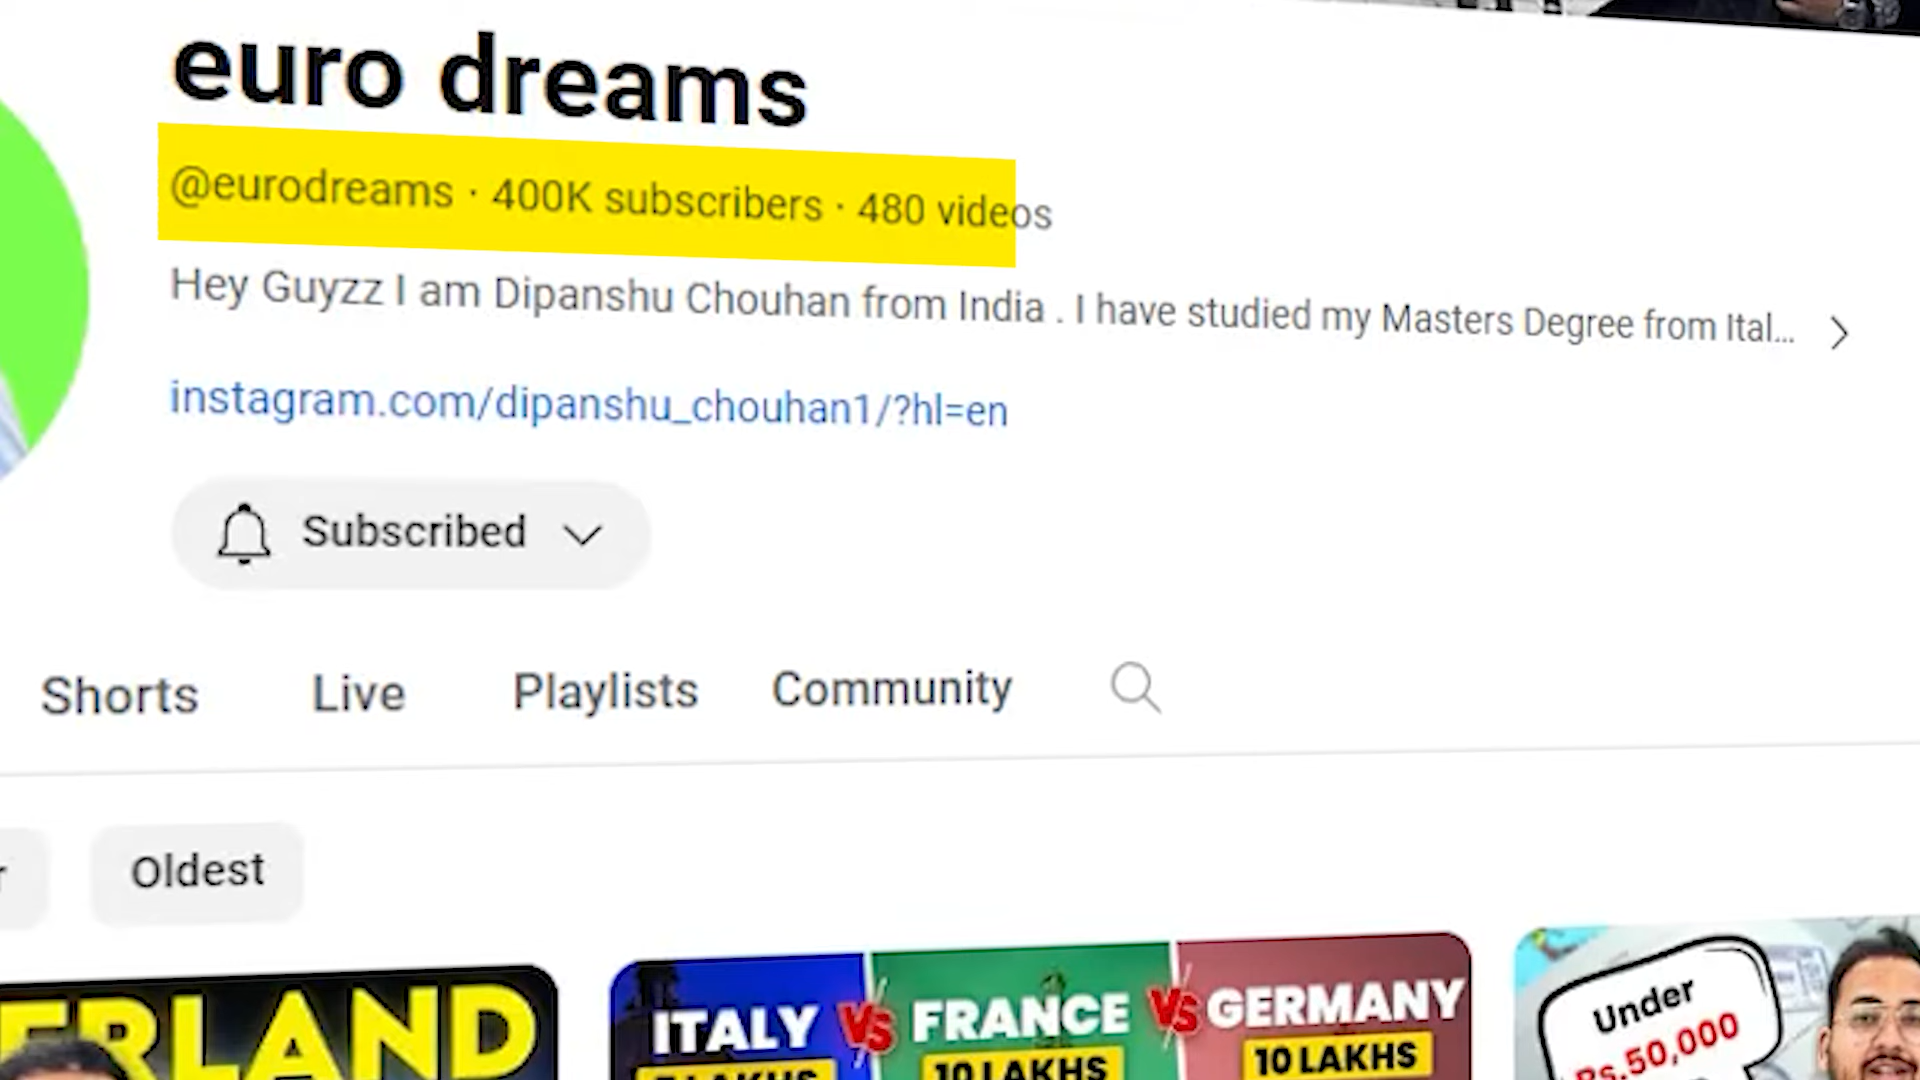 euro dreams
@eurodreams · 400K subscribers · 480 videos
Hey Guyzz I am Dipanshu Chouhan from India . I have studied my Masters Degree from Ital...
instagram.com/dipanshu_chouhan1/?hl=en
Subscribed
Shorts Live Playlists Community
Oldest
ERLAND
ITALY VS FRANCE VS GERMANY
10 LAKHS
10 LAKHS
Under
Rs.50,000